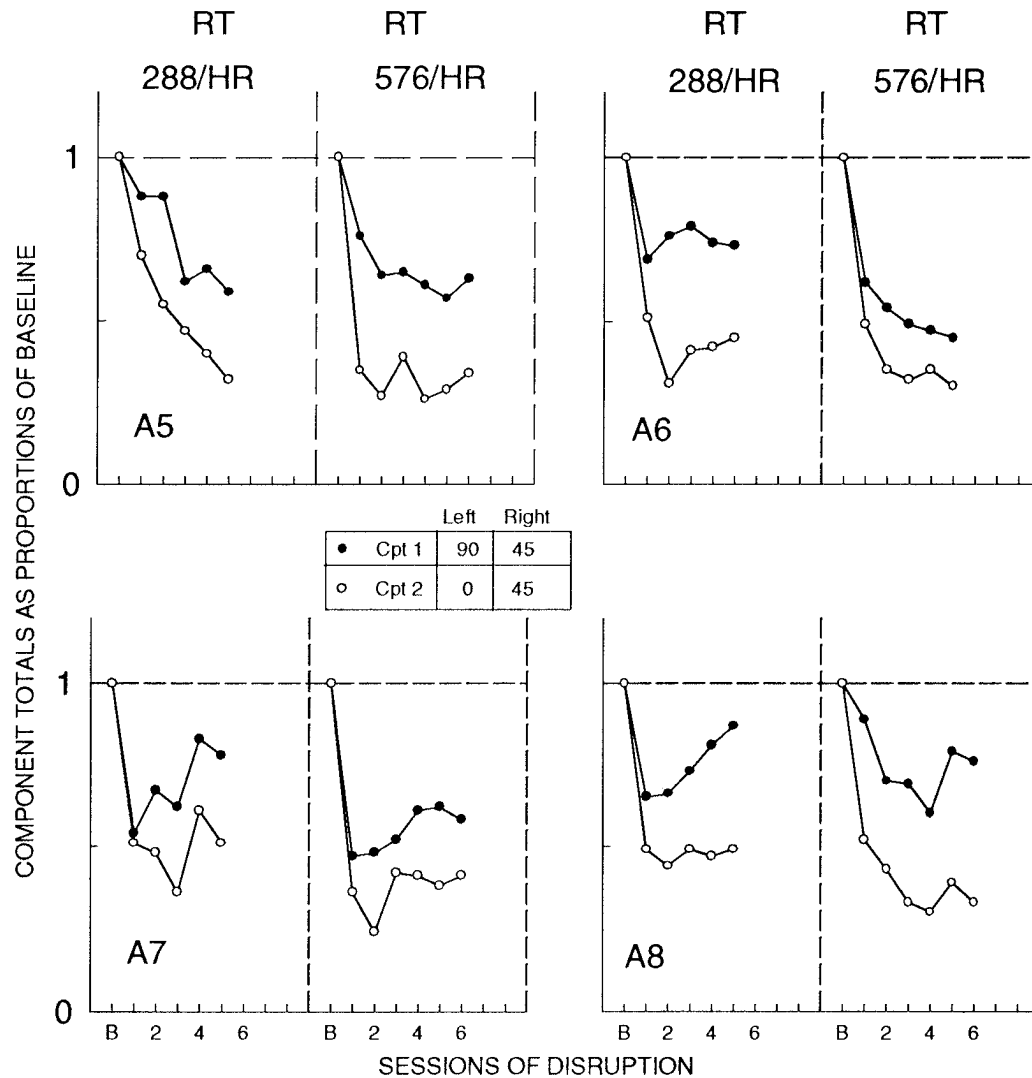 RT RT RT RT
288/HR 576/HR 288/HR 576/HR
COMPONENT TOTALS AS PROPORTIONS OF BASELINE
1
A5 A6
0
Left Right
Cpt 1 90 45
Cpt 2 0 45
1
A7 A8
0
B 2 4 6 B 2 4 6 B 2 4 6 B 2 4 6
SESSIONS OF DISRUPTION